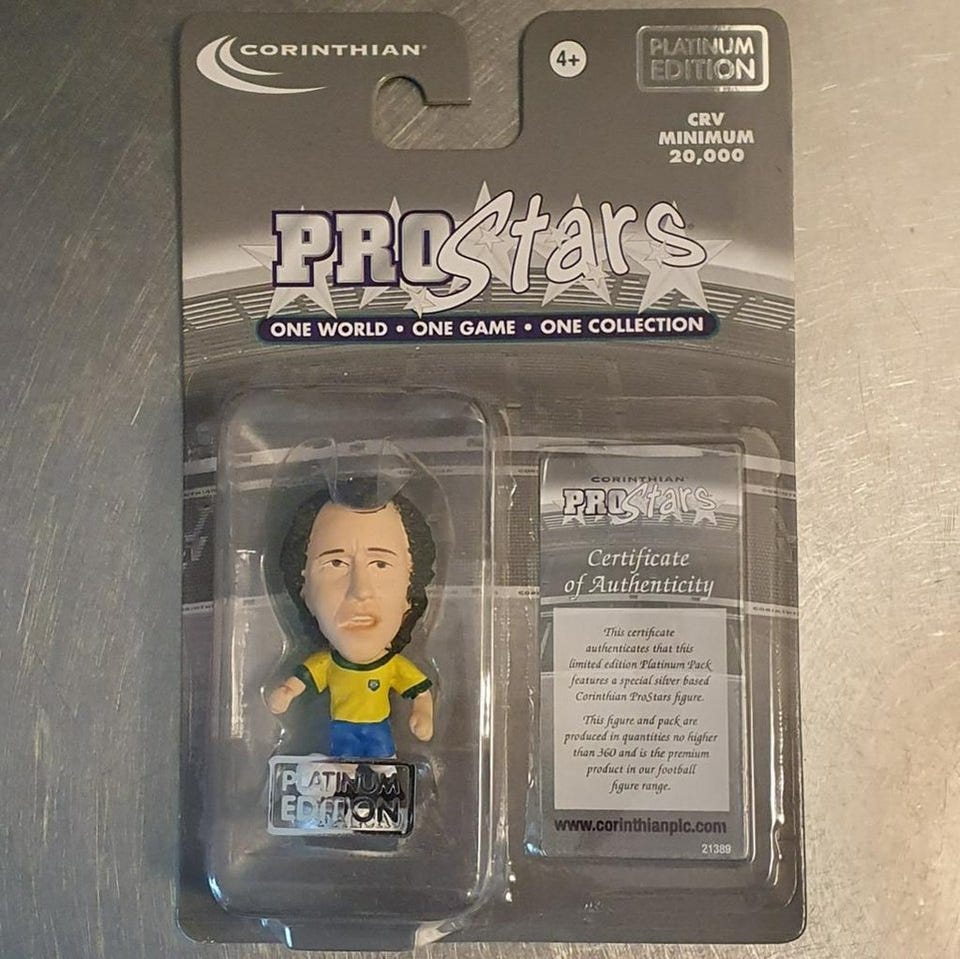 CORINTHIAN
4+
PLATINUM
EDITION
CRV
MINIMUM
20,000
PROStars
ONE WORLD • ONE GAME • ONE COLLECTION
CORINTHIAN
PROStars
Certificate
of Authenticity
This certificate
authenticates that this
limited edition Platinum Pack
features a special silver based
Corinthian ProStars figure.
This figure and pack are
produced in quantities no higher
than 360 and is the premium
product in our football
figure range.
www.corinthianplc.com
21389
PLATINUM
EDITION